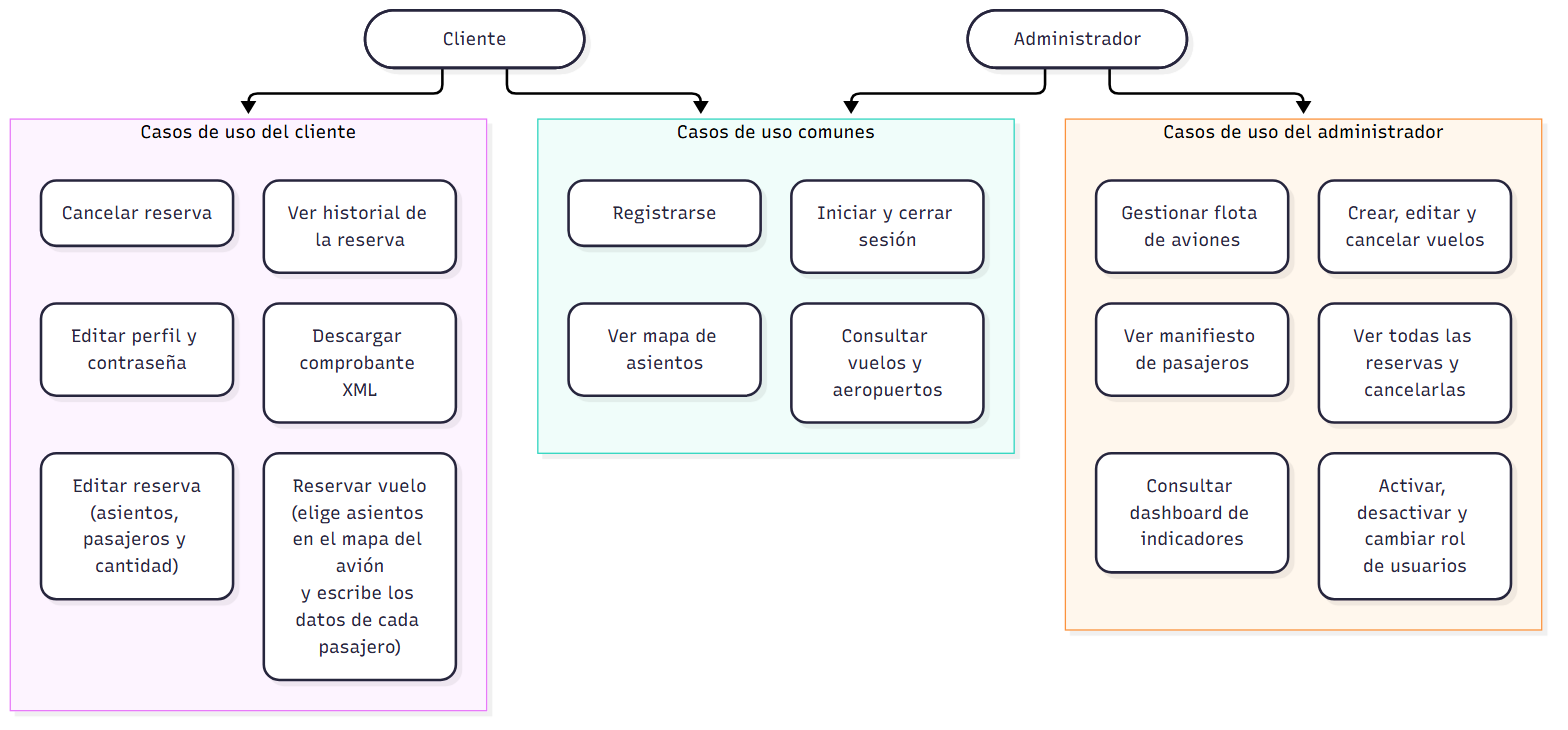 Cliente
Administrador
Casos de uso del cliente
Cancelar reserva
Ver historial de
la reserva
Editar perfil y
contraseña
Descargar
comprobante
XML
Editar reserva
(asientos,
pasajeros y
cantidad)
Reservar vuelo
(elige asientos
en el mapa del
avión
y escribe los
datos de cada
pasajero)
Casos de uso comunes
Registrarse
Iniciar y cerrar
sesión
Ver mapa de
asientos
Consultar
vuelos y
aeropuertos
Casos de uso del administrador
Gestionar flota
de aviones
Crear, editar y
cancelar vuelos
Ver manifiesto
de pasajeros
Ver todas las
reservas y
cancelarlas
Consultar
dashboard de
indicadores
Activar,
desactivar y
cambiar rol
de usuarios